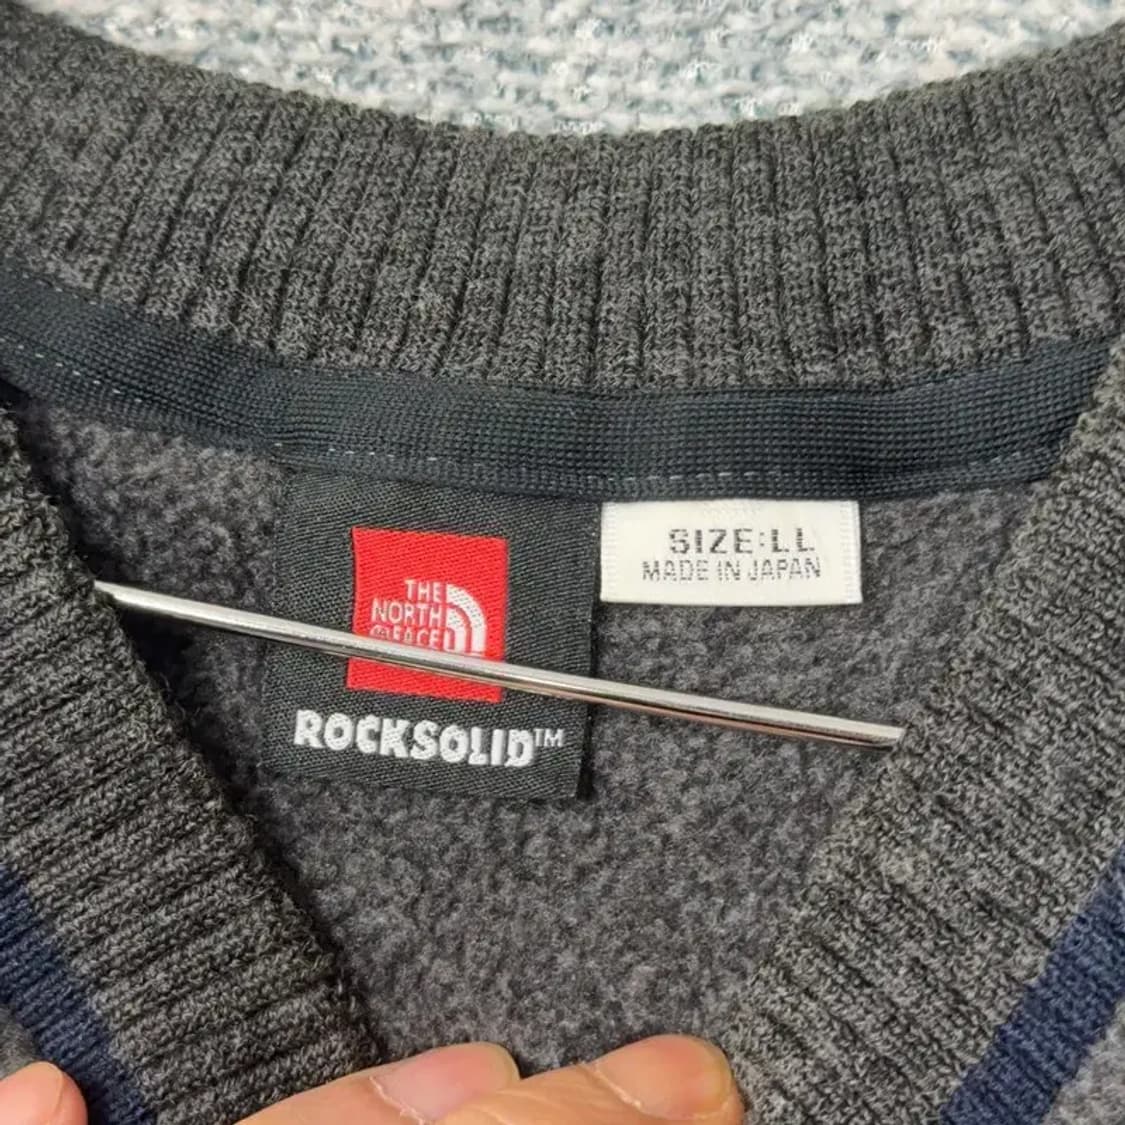 THE
NORTH
FACE
ROCKSOLID™
SIZE:LL
MADE IN JAPAN